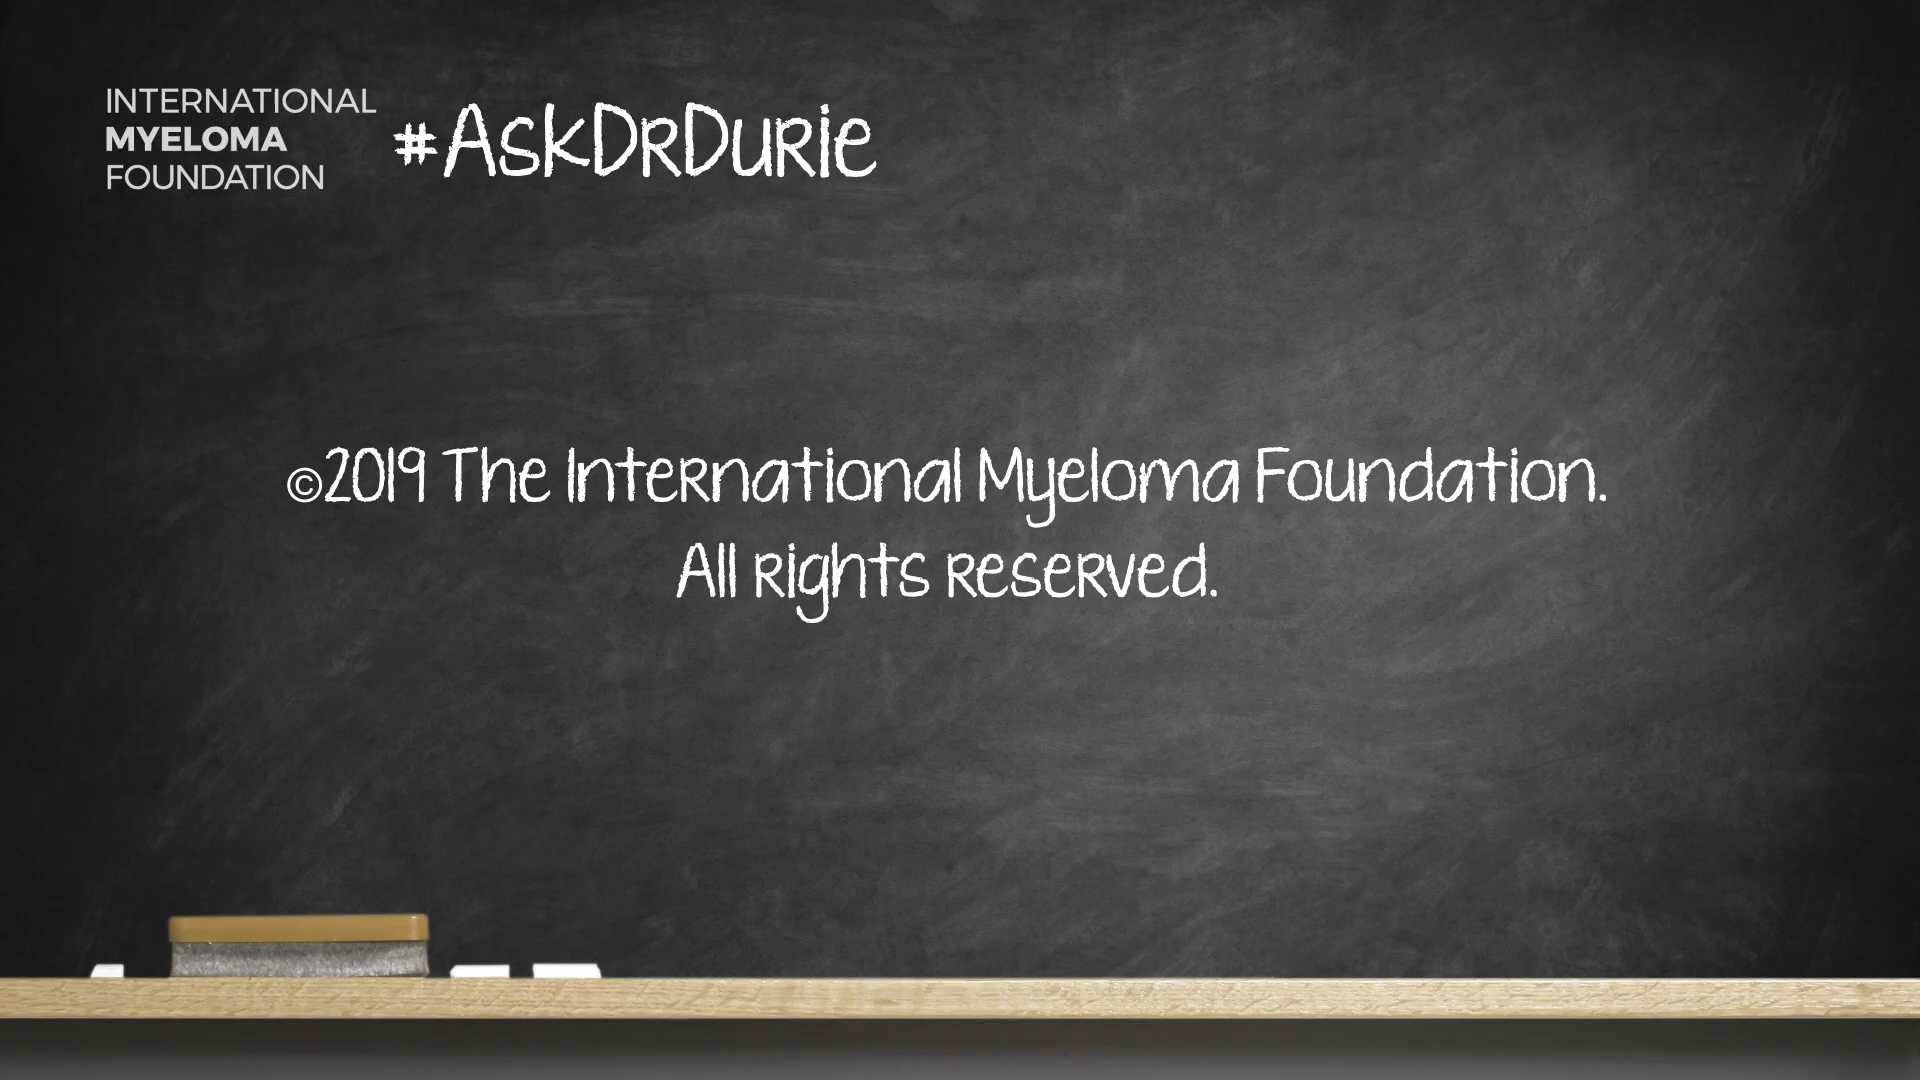 INTERNATIONAL
MYELOMA
FOUNDATION
#AskDrDurie
©2019 The International Myeloma Foundation.
All rights reserved.